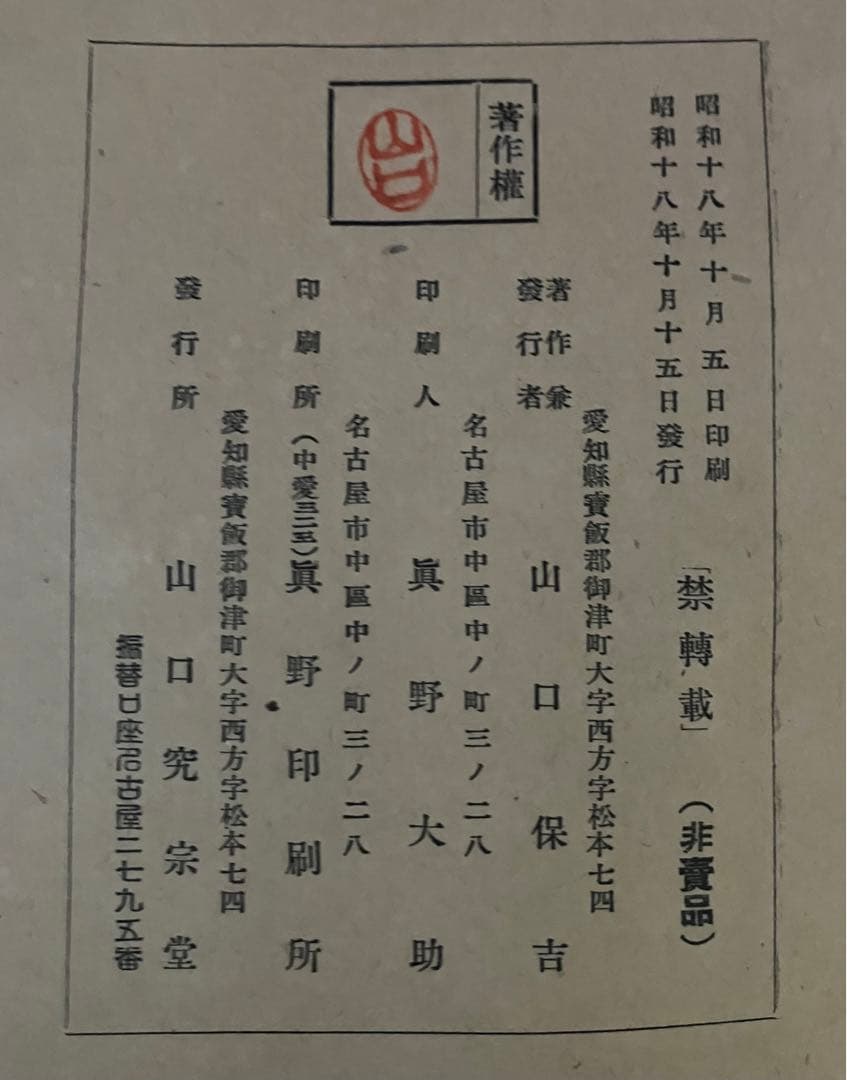 昭和十八年十月五日印刷
昭和十八年十月十五日發行
「禁轉載」
(非賣品)
著作權
山口
愛知縣寶飯郡御津町大字西方字松本七四
著作兼
發行者
山口保吉
名古屋市中區中ノ町三ノ二八
印刷人
眞野大助
名古屋市中區中ノ町三ノ二八
印刷所(中愛三二三)眞野印刷所
愛知縣寶飯郡御津町大字西方字松本七四
發行所
山口究宗堂
振替口座名古屋二七九五番